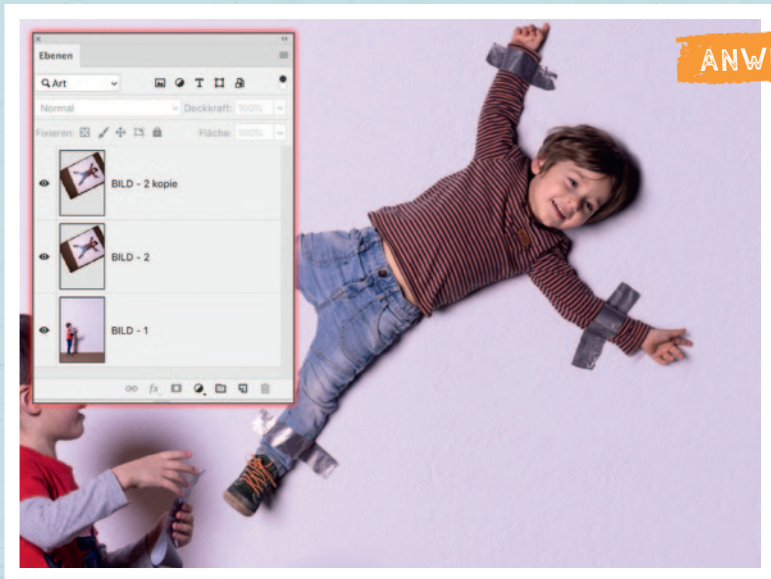 Ebenen
Art
Normal Deckkraft: 100%
Fixieren: Fläche: 100%
BILD - 2 kopie
BILD - 2
BILD - 1
fx
ANW